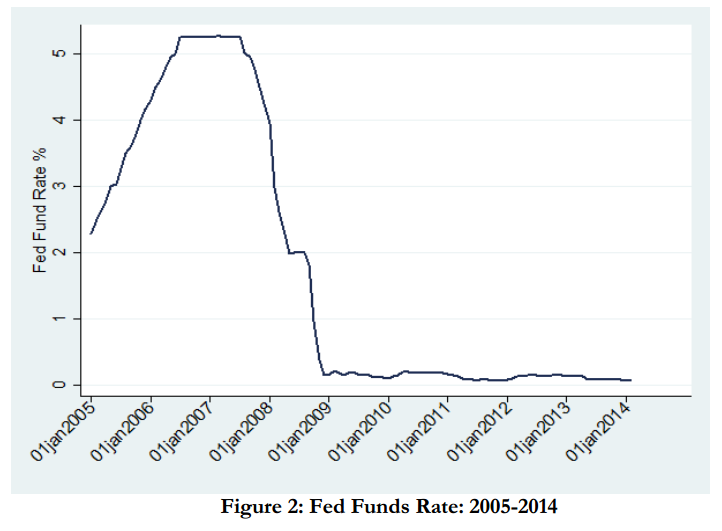 Fed Fund Rate %
5
4
3
2
1
0
01jan2005
01jan2006
01jan2007
01jan2008
01jan2009
01jan2010
01jan2011
01jan2012
01jan2013
01jan2014
Figure 2: Fed Funds Rate: 2005-2014